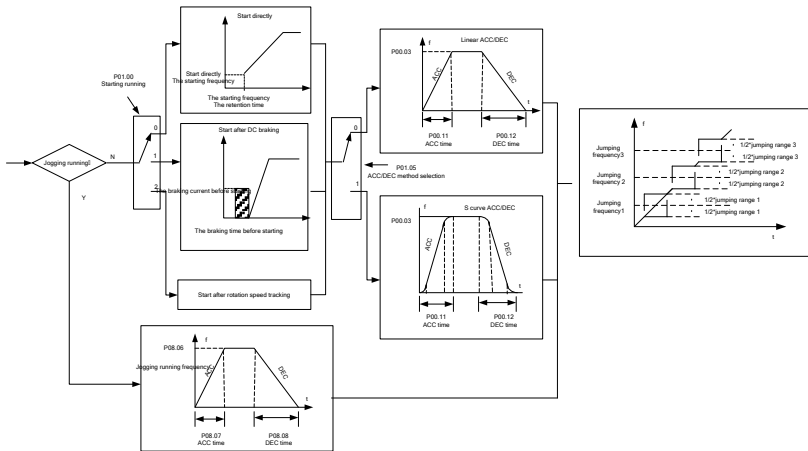 P01.00
Starting running
Jogging running?
N
Y
0
1
2
Start directly
f
Start directly
The starting frequency
The starting frequency
The retention time
Start after DC braking
The braking current before
The braking time before starting
Start after rotation speed tracking
0
1
P01.05
ACC/DEC method selection
Linear ACC/DEC
f
P00.03
ACC
DEC
t
P00.11
ACC time
P00.12
DEC time
S curve ACC/DEC
f
P00.03
ACC
DEC
t
P00.11
ACC time
P00.12
DEC time
f
P08.06
Jogging running frequency
ACC
DEC
t
P08.07
ACC time
P08.08
DEC time
f
Jumping
frequency3
Jumping
frequency 2
Jumping
frequency1
1/2*jumping range 3
1/2*jumping range 3
1/2*jumping range 2
1/2*jumping range 2
1/2*jumping range 1
1/2*jumping range 1
t